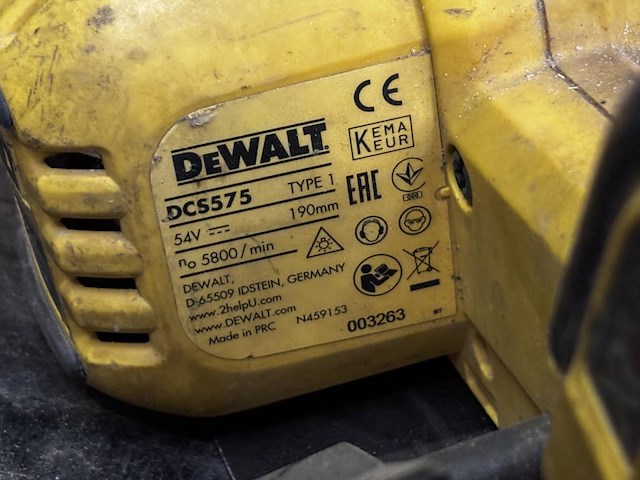 CE
DEWALT.
KEMA
KEUR
DCS575 TYPE 1
EAC
54V 190mm
n₀ 5800/min
DEWALT,
D-65509 IDSTEIN, GERMANY
www.2helpU.com
www.DEWALT.com
Made in PRC N459153
003263